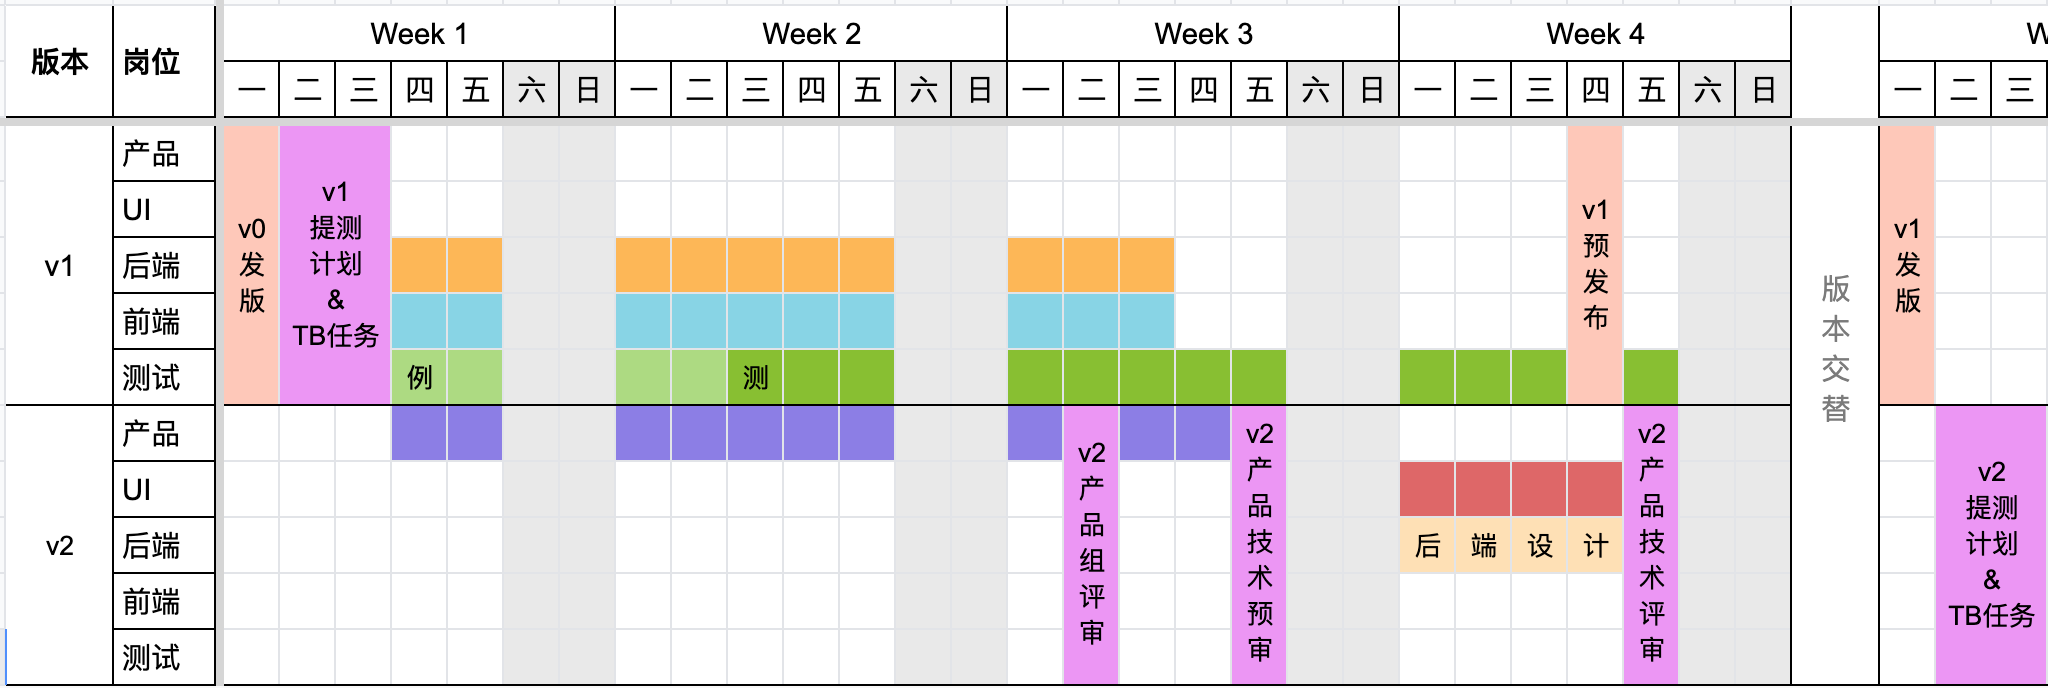 版本 岗位 Week 1 Week 2 Week 3 Week 4 W
一 二 三 四 五 六 日 一 二 三 四 五 六 日 一 二 三 四 五 六 日 一 二 三 四 五 六 日 一 二 三
v1
产品
UI
后端
前端
测试
v0
发
版
v1
提测
计划
&
TB任务
例
测
v1
预
发
布
版
本
交
替
v1
发
版
v2
产品
UI
后端
前端
测试
v2
产
品
组
评
审
v2
产
品
技
术
预
审
后 端 设 计
v2
产
品
技
术
评
审
v2
提测
计划
&
TB任务